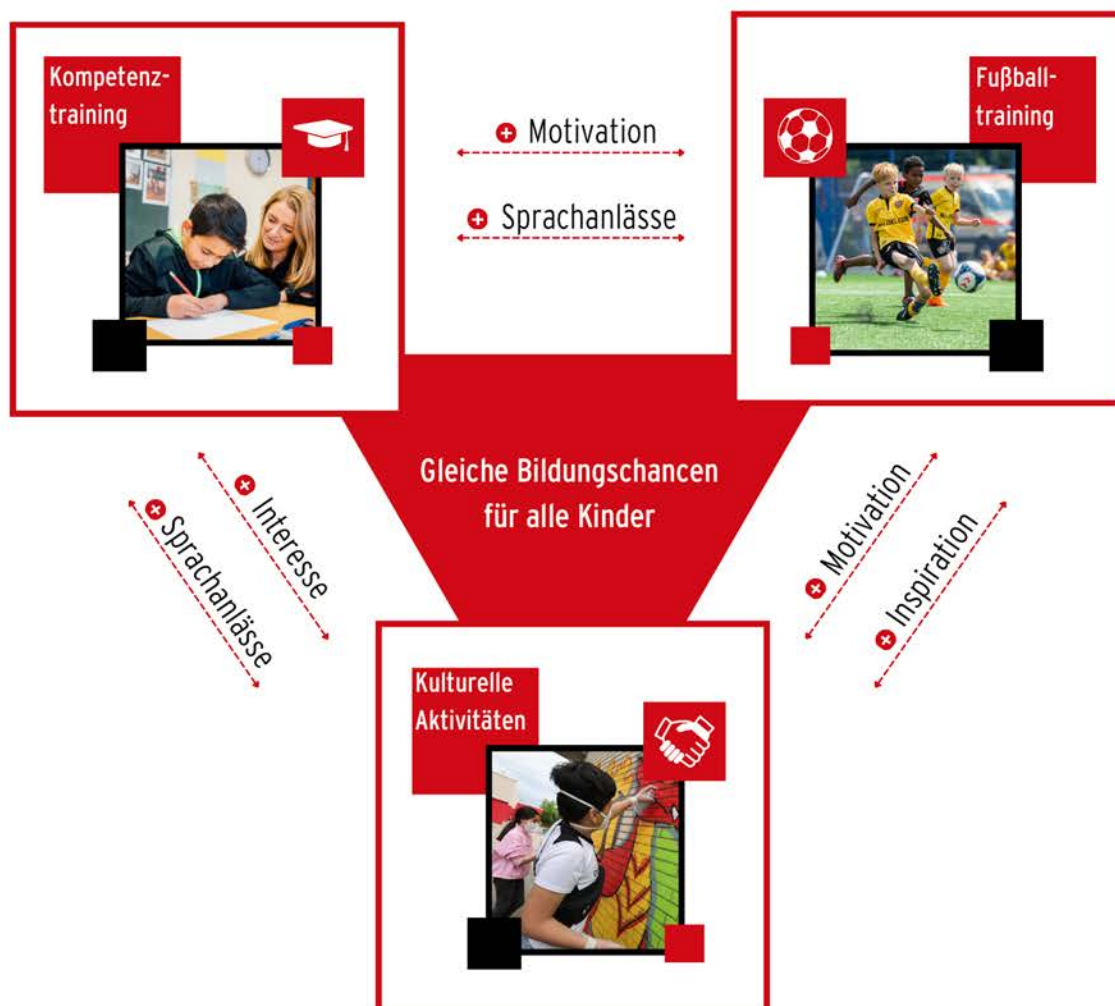 Kompetenz-
training
Fußball-
training
Motivation
Sprachanlässe
Gleiche Bildungschancen
für alle Kinder
Interesse
Sprachanlässe
Motivation
Inspiration
Kulturelle
Aktivitäten